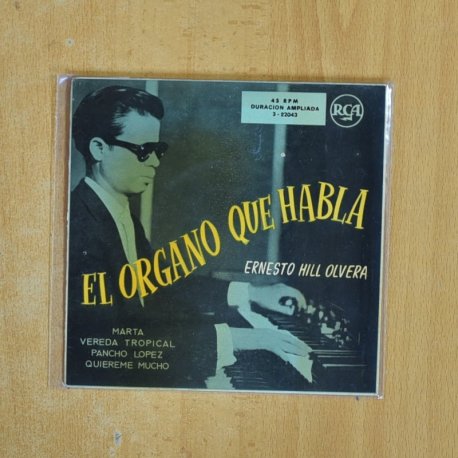 45 RPM
DURACION AMPLIADA
3-22043
RCA
EL ORGANO QUE HABLA
ERNESTO HILL OLVERA
MARTA
VEREDA TROPICAL
PANCHO LOPEZ
QUIEREME MUCHO